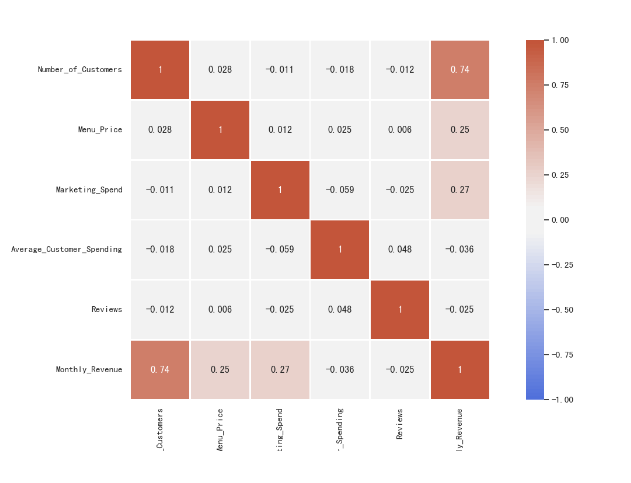 1.00
Number_of_Customers 1 0.028 -0.011 -0.018 -0.012 0.74
0.75
Menu_Price 0.028 1 0.012 0.025 0.006 0.25
0.50
0.25
Marketing_Spend -0.011 0.012 1 -0.059 -0.025 0.27
0.00
Average_Customer_Spending -0.018 0.025 -0.059 1 0.048 -0.036
-0.25
Reviews -0.012 0.006 -0.025 0.048 1 -0.025
-0.50
Monthly_Revenue 0.74 0.25 0.27 -0.036 -0.025 1
-0.75
-1.00
_Customers
Menu_Price
ting_Spend
r_Spending
Reviews
ly_Revenue